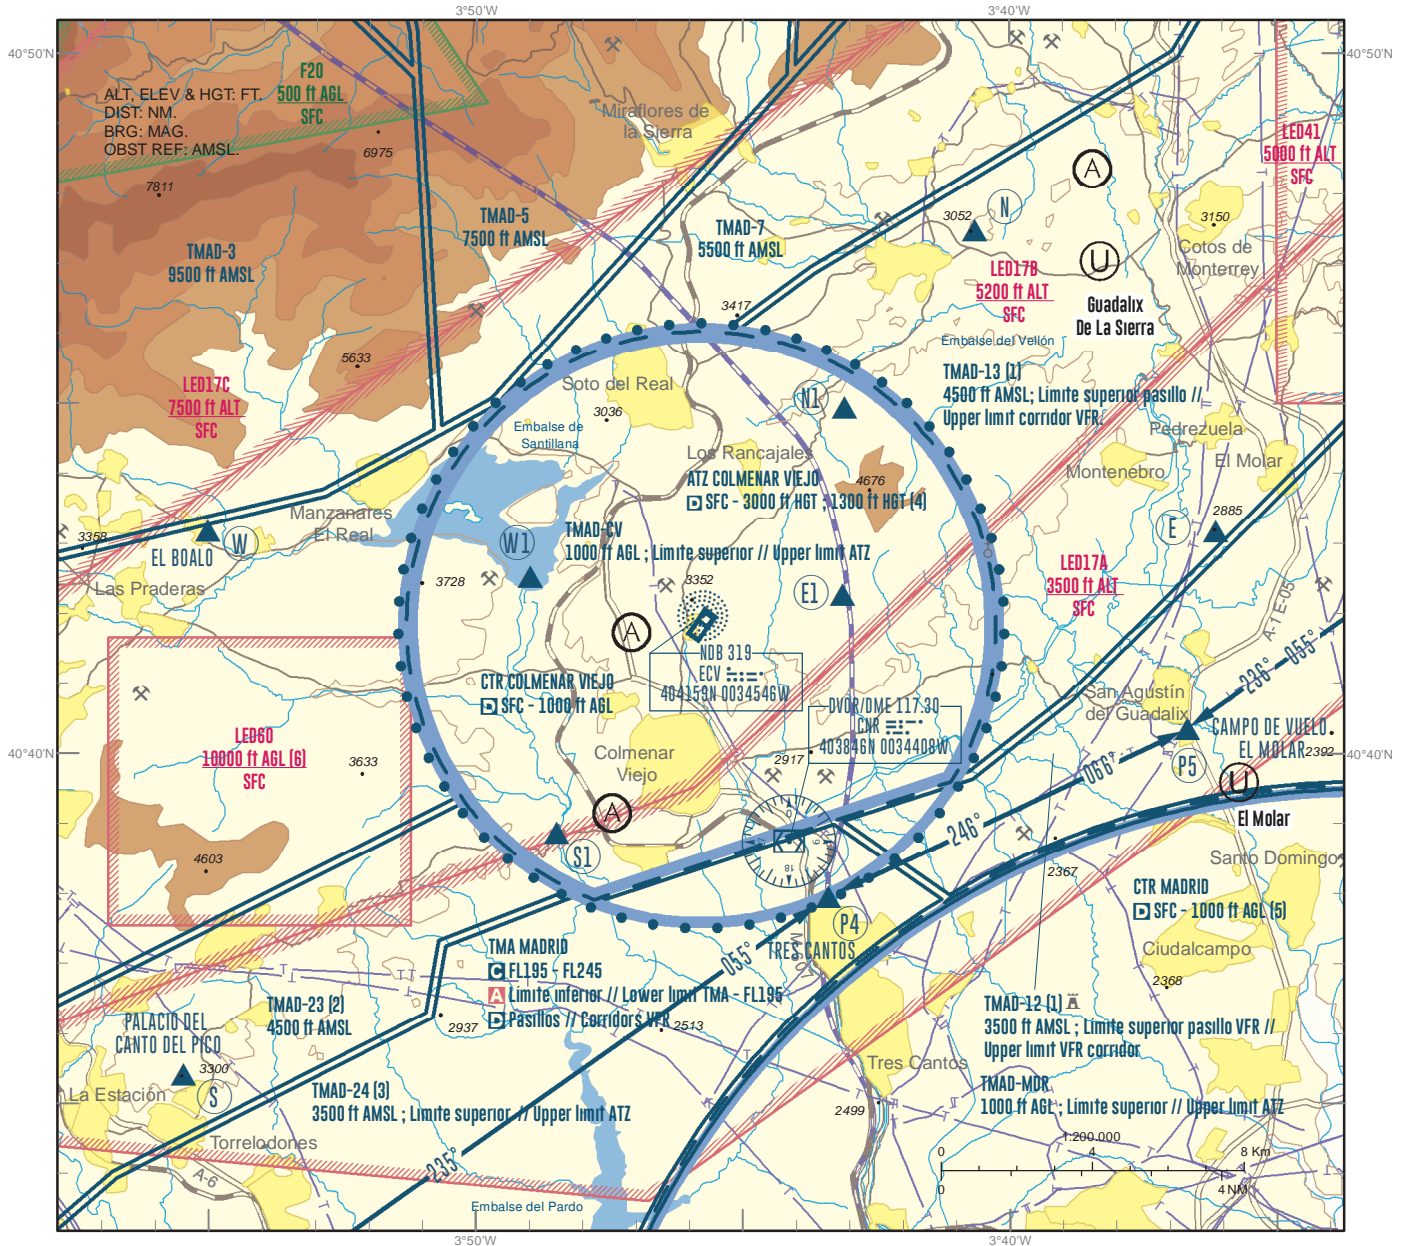 3°50'W
3°40'W
40°50'N
40°50'N
ALT, ELEV & HGT: FT.
DIST: NM.
BRG: MAG.
OBST REF: AMSL.
F20
500 ft AGL
SFC
6975
7811
Miraflores de
la Sierra
LED41
5000 ft ALT
SFC
A
N
3052
3150
Cotos de
Monterrey
TMAD-5
7500 ft AMSL
TMAD-7
5500 ft AMSL
TMAD-3
9500 ft AMSL
U
LED17B
5200 ft ALT
SFC
Guadalix
De La Sierra
3417
Embalse del Vellón
5633
LED17C
7500 ft ALT
SFC
Soto del Real
3036
N1
TMAD-13 (1)
4500 ft AMSL; Límite superior pasillo //
Upper limit corridor VFR.
Embalse de
Santillana
Pedrezuela
Los Rancajales
Montenebro
El Molar
4676
ATZ COLMENAR VIEJO
D SFC - 3000 ft HGT ; 1300 ft HGT (4)
Manzanares
El Real
2885
E
3358
W
EL BOALO
W1
TMAD-CV
1000 ft AGL ; Límite superior // Upper limit ATZ
LED17A
3500 ft ALT
SFC
Las Praderas
3728
3352
E1
A-1 E-05
A
NDB 319
ECV
404159N 0034546W
236°
055°
CTR COLMENAR VIEJO
D SFC - 1000 ft AGL
San Agustín
del Guadalix
DVOR/DME 117.30
CNR
403846N 0034408W
CAMPO DE VUELO
EL MOLAR
2392
LED60
10000 ft AGL (6)
SFC
Colmenar
Viejo
40°40'N
40°40'N
3633
2917
066°
P5
U
El Molar
A
0
9
18
S1
246°
4603
2367
Santo Domingo
CTR MADRID
D SFC - 1000 ft AGL (5)
P4
TRES CANTOS
TMA MADRID
C FL195 - FL245
A Límite inferior // Lower limit TMA - FL195
D Pasillos // Corridors VFR
055°
Ciudalcampo
2368
TMAD-23 (2)
4500 ft AMSL
2937
2513
TMAD-12 (1)
3500 ft AMSL ; Límite superior pasillo VFR //
Upper limit VFR corridor
PALACIO DEL
CANTO DEL PICO
3300
S
La Estación
Tres Cantos
TMAD-24 (3)
3500 ft AMSL ; Límite superior // Upper limit ATZ
TMAD-MDR
1000 ft AGL ; Límite superior // Upper limit ATZ
2499
Torrelodones
1:200 000
0
4
8 Km
0
4 NM
235°
A-6
Embalse del Pardo
3°50'W
3°40'W